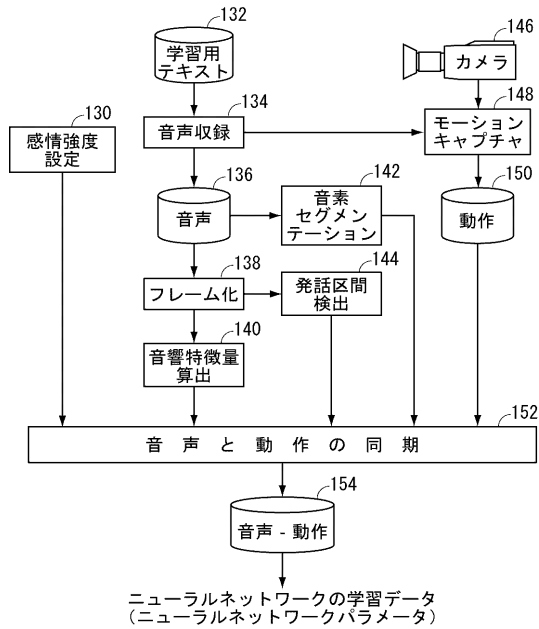 132
学習用
テキスト
146
カメラ
134
音声収録
148
モーション
キャプチャ
130
感情強度
設定
136
音声
142
音素
セグメン
テーション
150
動作
138
フレーム化
144
発話区間
検出
140
音響特徴量
算出
152
音声と動作の同期
154
音声 - 動作
ニューラルネットワークの学習データ
(ニューラルネットワークパラメータ)